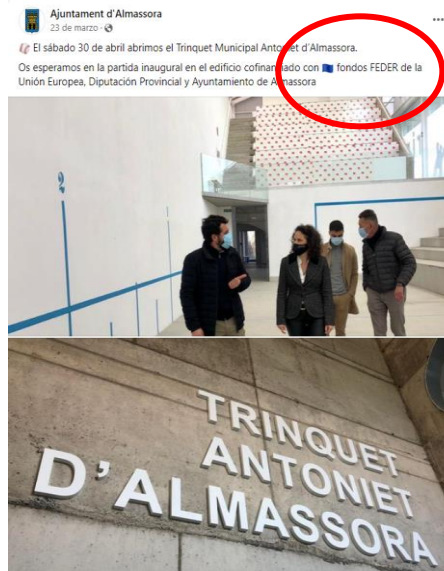 Ajuntament d'Almassora
23 de marzo ·
El sábado 30 de abril abrimos el Trinquet Municipal Antoniet d'Almassora.
Os esperamos en la partida inaugural en el edificio cofinanciado con fondos FEDER de la
Unión Europea, Diputación Provincial y Ayuntamiento de Almassora
2
TRINQUET
ANTONIET
D'ALMASSORA